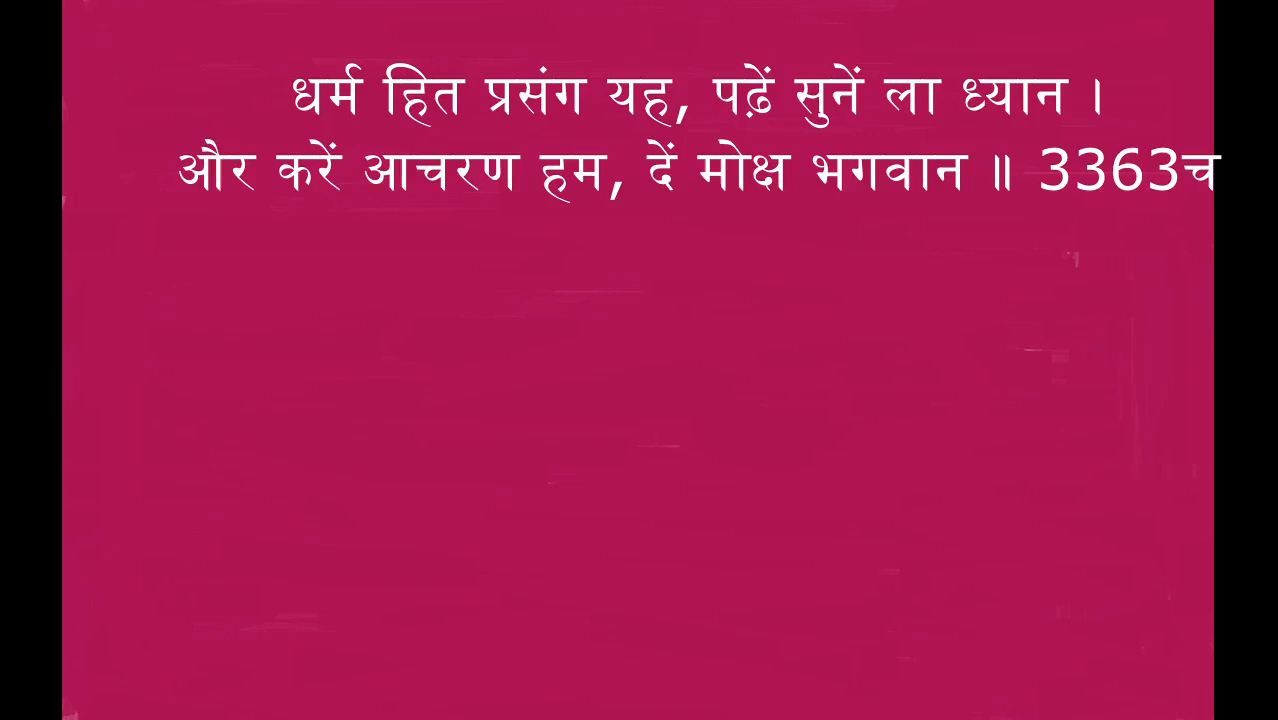 धर्म हित प्रसंग यह, पढ़ें सुनें ला ध्यान ।
और करें आचरण हम, दें मोक्ष भगवान ॥ 3363च